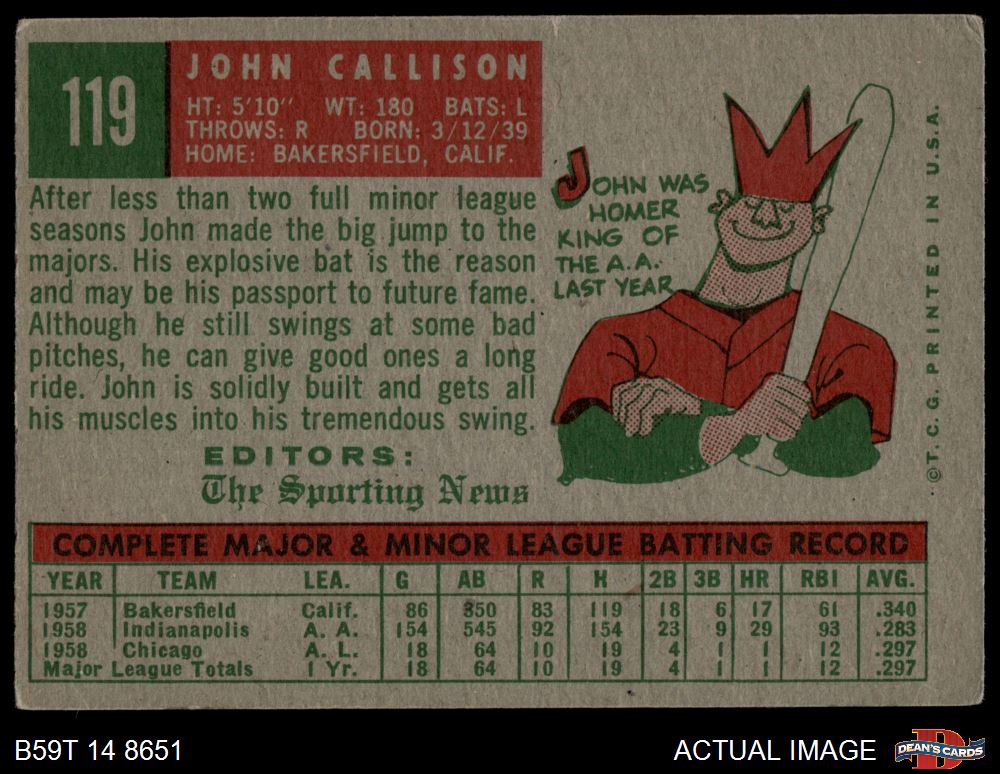 119
JOHN CALLISON
HT: 5'10" WT: 180 BATS: L
THROWS: R BORN: 3/12/39
HOME: BAKERSFIELD, CALIF.
After less than two full minor league
seasons John made the big jump to the
majors. His explosive bat is the reason
and may be his passport to future fame.
Although he still swings at some bad
pitches, he can give good ones a long
ride. John is solidly built and gets all
his muscles into his tremendous swing.
EDITORS:
The Sporting News
JOHN WAS
HOMER
KING OF
THE A.A.
LAST YEAR
©T.C.G. PRINTED IN U.S.A.
COMPLETE MAJOR & MINOR LEAGUE BATTING RECORD
YEAR TEAM LEA. G AB R H 2B 3B HR RBI AVG.
1957 Bakersfield Calif. 86 350 83 119 18 6 17 61 .340
1958 Indianapolis A. A. 154 545 92 154 23 9 29 93 .283
1958 Chicago A. L. 18 64 10 19 4 1 1 12 .297
Major League Totals 1 Yr. 18 64 10 19 4 1 1 12 .297
B59T 14 8651
ACTUAL IMAGE
DEAN'S CARDS